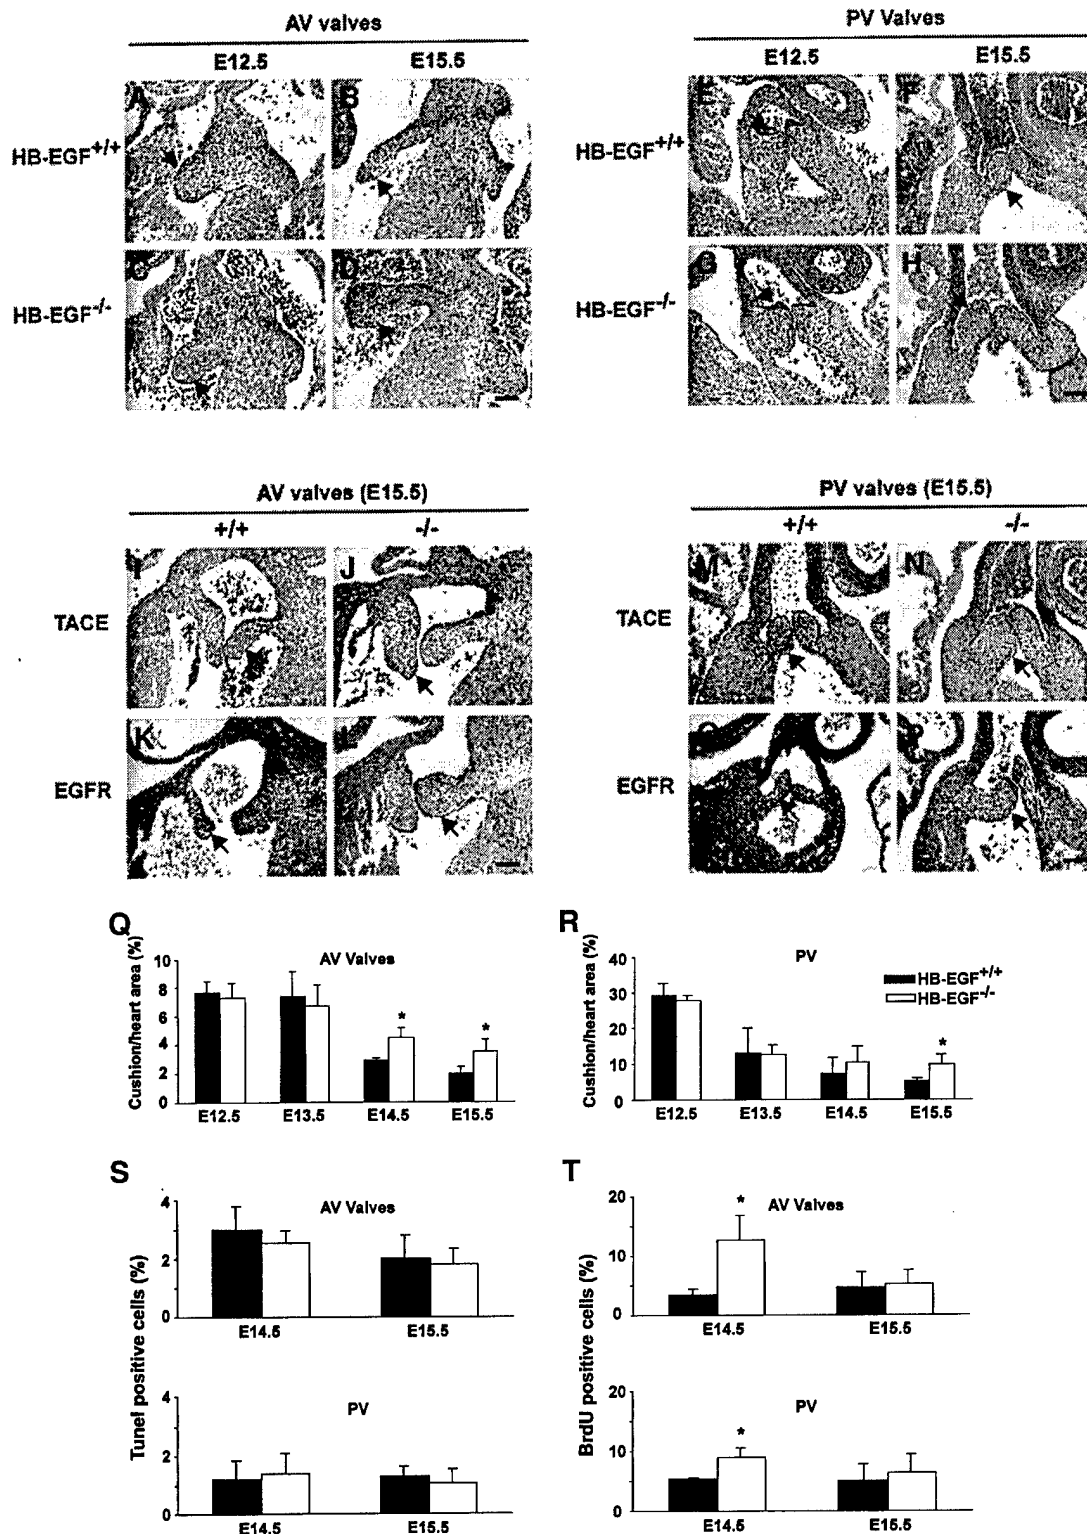 AV valves
E12.5 E15.5
HB-EGF+/+
A B
HB-EGF-/-
C D
PV Valves
E12.5 E15.5
HB-EGF+/+
E F
HB-EGF-/-
G H
AV valves (E15.5)
+/+ -/-
TACE
I J
EGFR
K L
PV valves (E15.5)
+/+ -/-
TACE
M N
EGFR
O P
Q
AV Valves
Cushion/heart area (%)
10
8
6
4
2
0
* *
E12.5 E13.5 E14.5 E15.5
R
PV
Cushion/heart area (%)
40
30
20
10
0
HB-EGF+/+
HB-EGF-/-
*
E12.5 E13.5 E14.5 E15.5
S
Tunel positive cells (%)
AV Valves
4
2
0
E14.5 E15.5
PV
4
2
0
E14.5 E15.5
T
BrdU positive cells (%)
AV Valves
20
10
0
*
E14.5 E15.5
PV
20
10
0
*
E14.5 E15.5